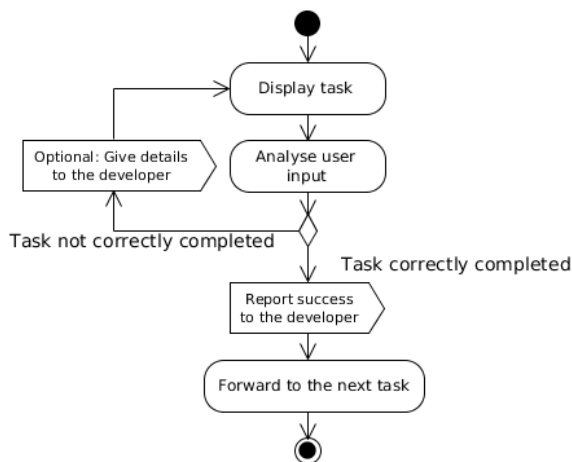 Display task
Optional: Give details
to the developer
Analyse user
input
Task not correctly completed
Task correctly completed
Report success
to the developer
Forward to the next task